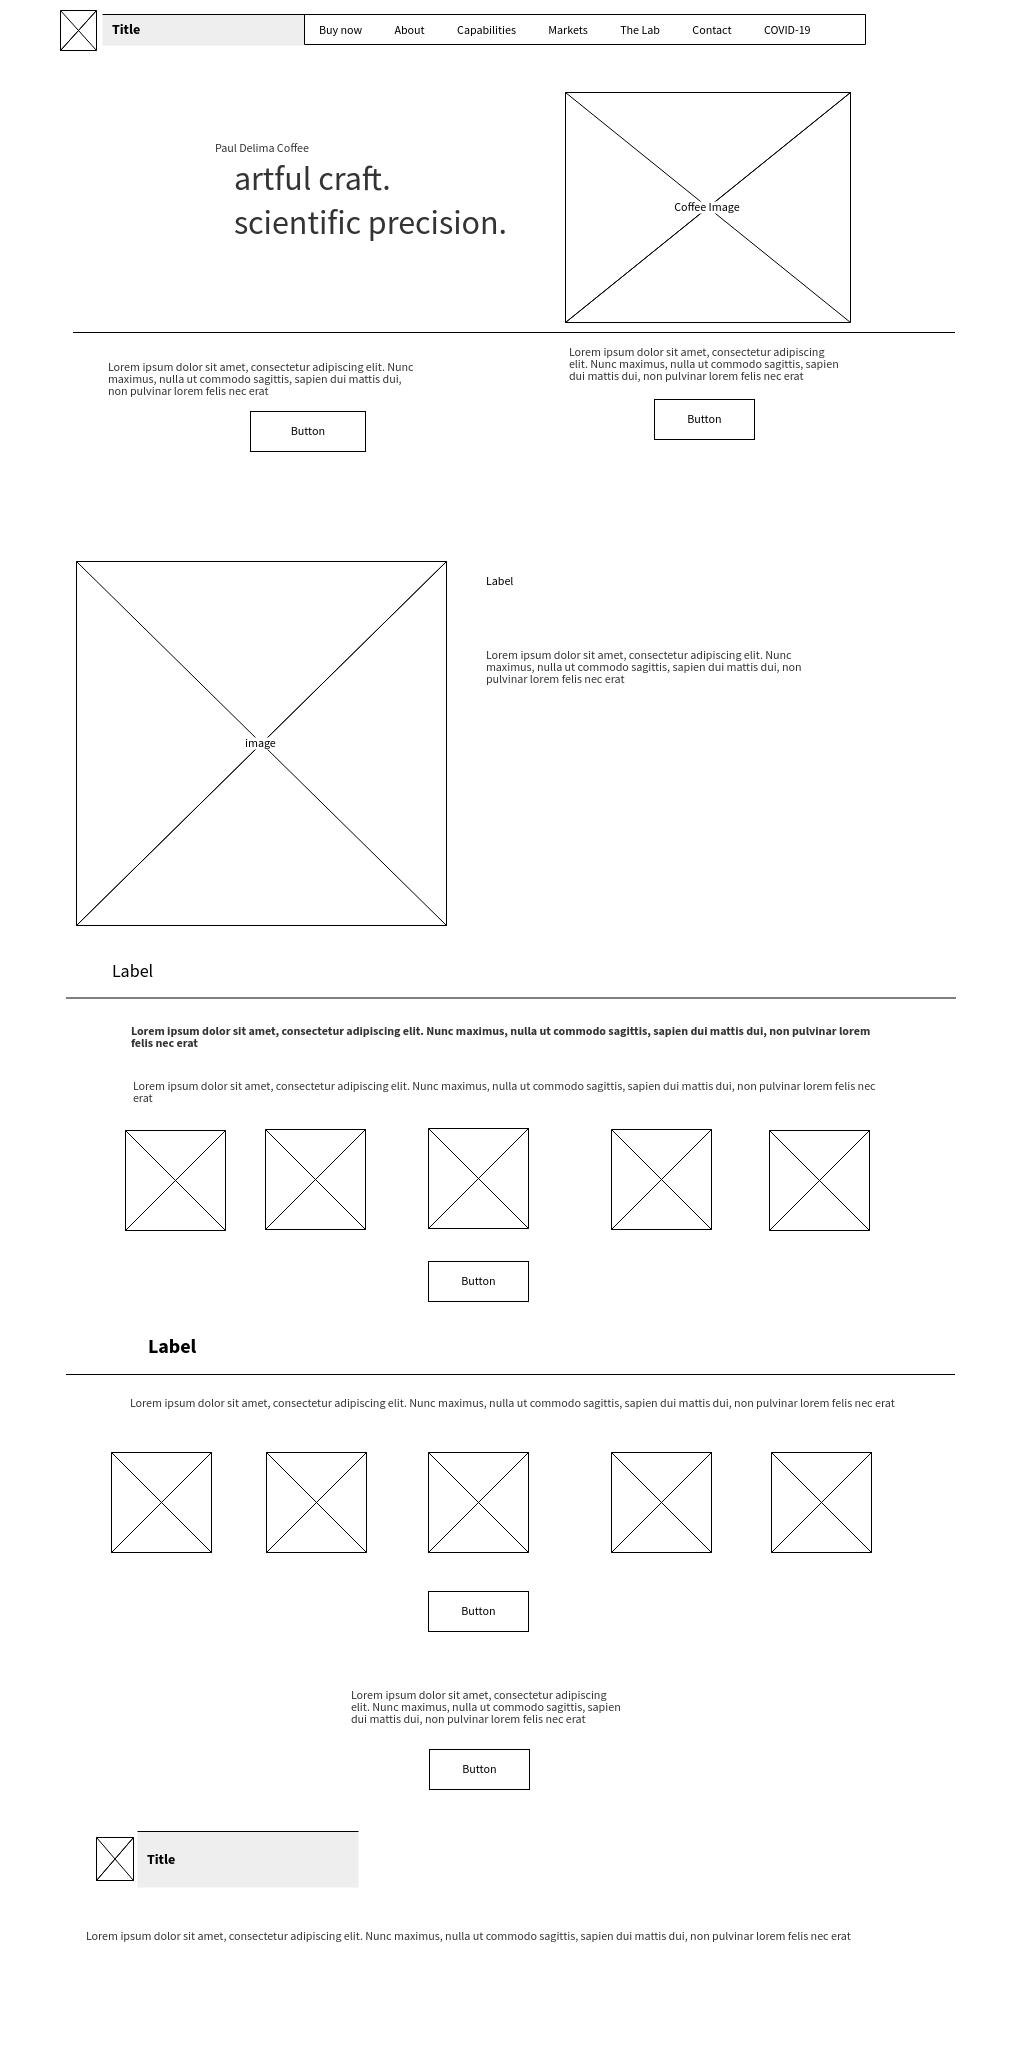 Title
Buy now About Capabilities Markets The Lab Contact COVID-19
Paul Delima Coffee
artful craft.
scientific precision.
Coffee Image
Lorem ipsum dolor sit amet, consectetur adipiscing elit. Nunc
maximus, nulla ut commodo sagittis, sapien dui mattis dui,
non pulvinar lorem felis nec erat
Button
Lorem ipsum dolor sit amet, consectetur adipiscing
elit. Nunc maximus, nulla ut commodo sagittis, sapien
dui mattis dui, non pulvinar lorem felis nec erat
Button
image
Label
Lorem ipsum dolor sit amet, consectetur adipiscing elit. Nunc
maximus, nulla ut commodo sagittis, sapien dui mattis dui, non
pulvinar lorem felis nec erat
Label
Lorem ipsum dolor sit amet, consectetur adipiscing elit. Nunc maximus, nulla ut commodo sagittis, sapien dui mattis dui, non pulvinar lorem
felis nec erat
Lorem ipsum dolor sit amet, consectetur adipiscing elit. Nunc maximus, nulla ut commodo sagittis, sapien dui mattis dui, non pulvinar lorem felis nec
erat
Button
Label
Lorem ipsum dolor sit amet, consectetur adipiscing elit. Nunc maximus, nulla ut commodo sagittis, sapien dui mattis dui, non pulvinar lorem felis nec erat
Button
Lorem ipsum dolor sit amet, consectetur adipiscing
elit. Nunc maximus, nulla ut commodo sagittis, sapien
dui mattis dui, non pulvinar lorem felis nec erat
Button
Title
Lorem ipsum dolor sit amet, consectetur adipiscing elit. Nunc maximus, nulla ut commodo sagittis, sapien dui mattis dui, non pulvinar lorem felis nec erat